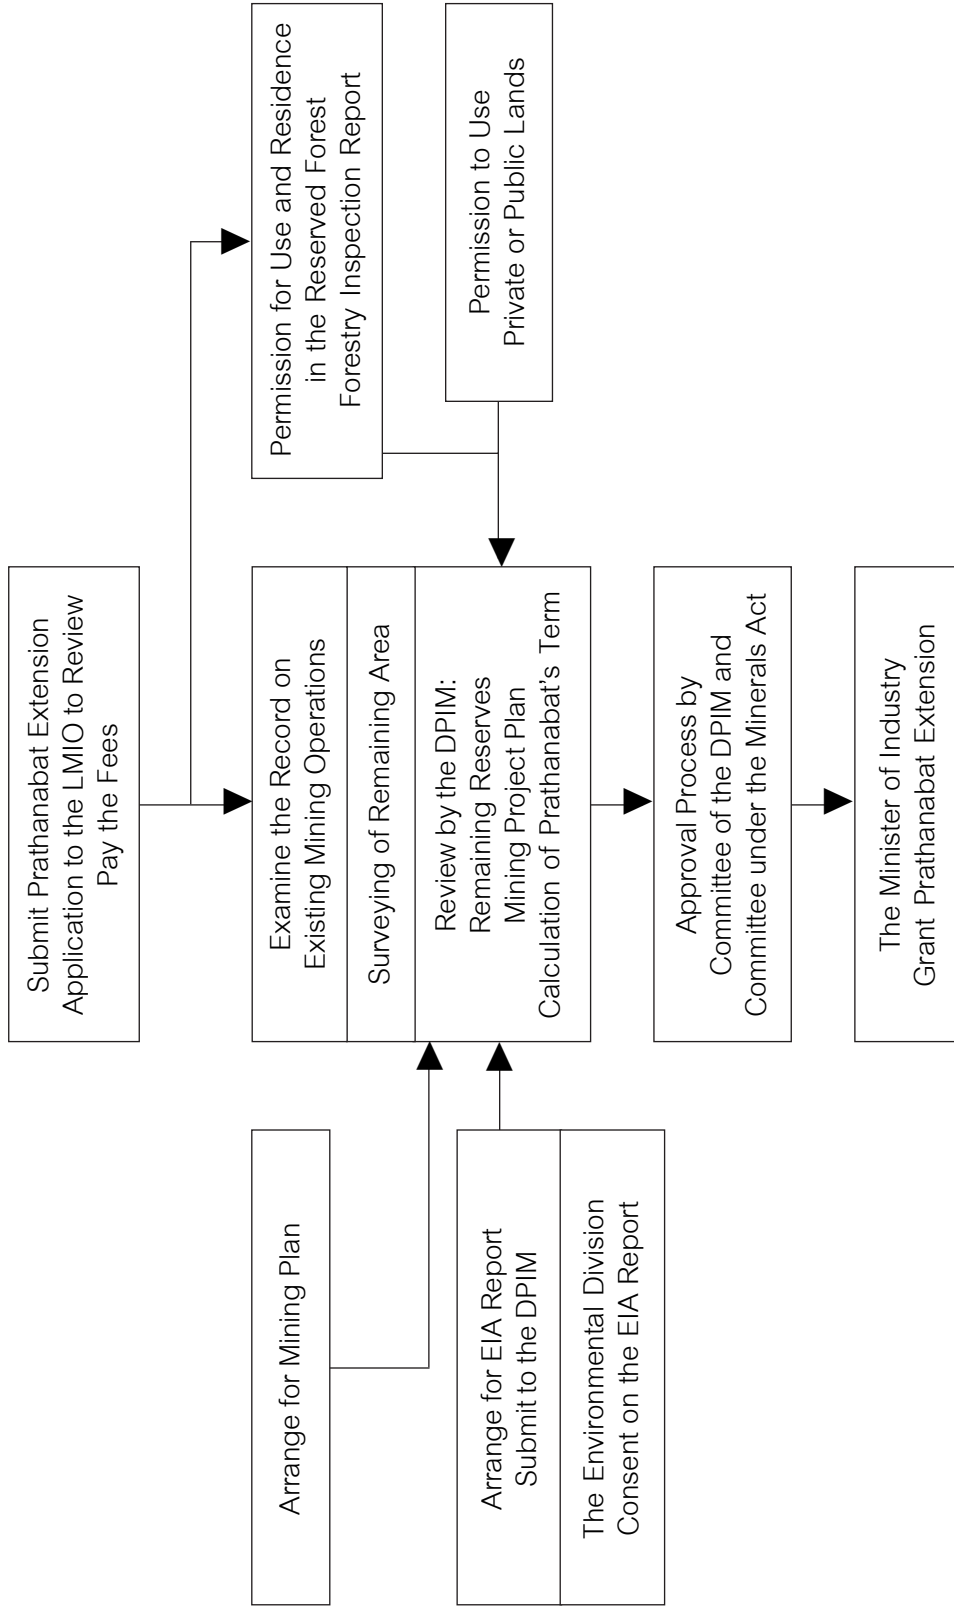 Submit Prathanabat Extension
Application to the LMIO to Review
Pay the Fees
Permission for Use and Residence
in the Reserved Forest
Forestry Inspection Report
Permission to Use
Private or Public Lands
Examine the Record on
Existing Mining Operations
Surveying of Remaining Area
Review by the DPIM:
Remaining Reserves
Mining Project Plan
Calculation of Prathanabat's Term
Arrange for Mining Plan
Arrange for EIA Report
Submit to the DPIM
The Environmental Division
Consent on the EIA Report
Approval Process by
Committee of the DPIM and
Committee under the Minerals Act
The Minister of Industry
Grant Prathanabat Extension